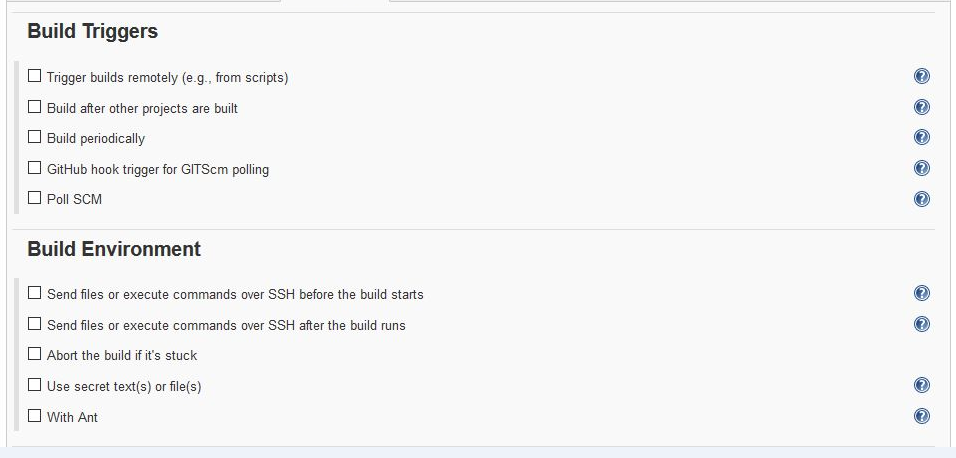 Build Triggers
Trigger builds remotely (e.g., from scripts)
Build after other projects are built
Build periodically
GitHub hook trigger for GITScm polling
Poll SCM
Build Environment
Send files or execute commands over SSH before the build starts
Send files or execute commands over SSH after the build runs
Abort the build if it's stuck
Use secret text(s) or file(s)
With Ant